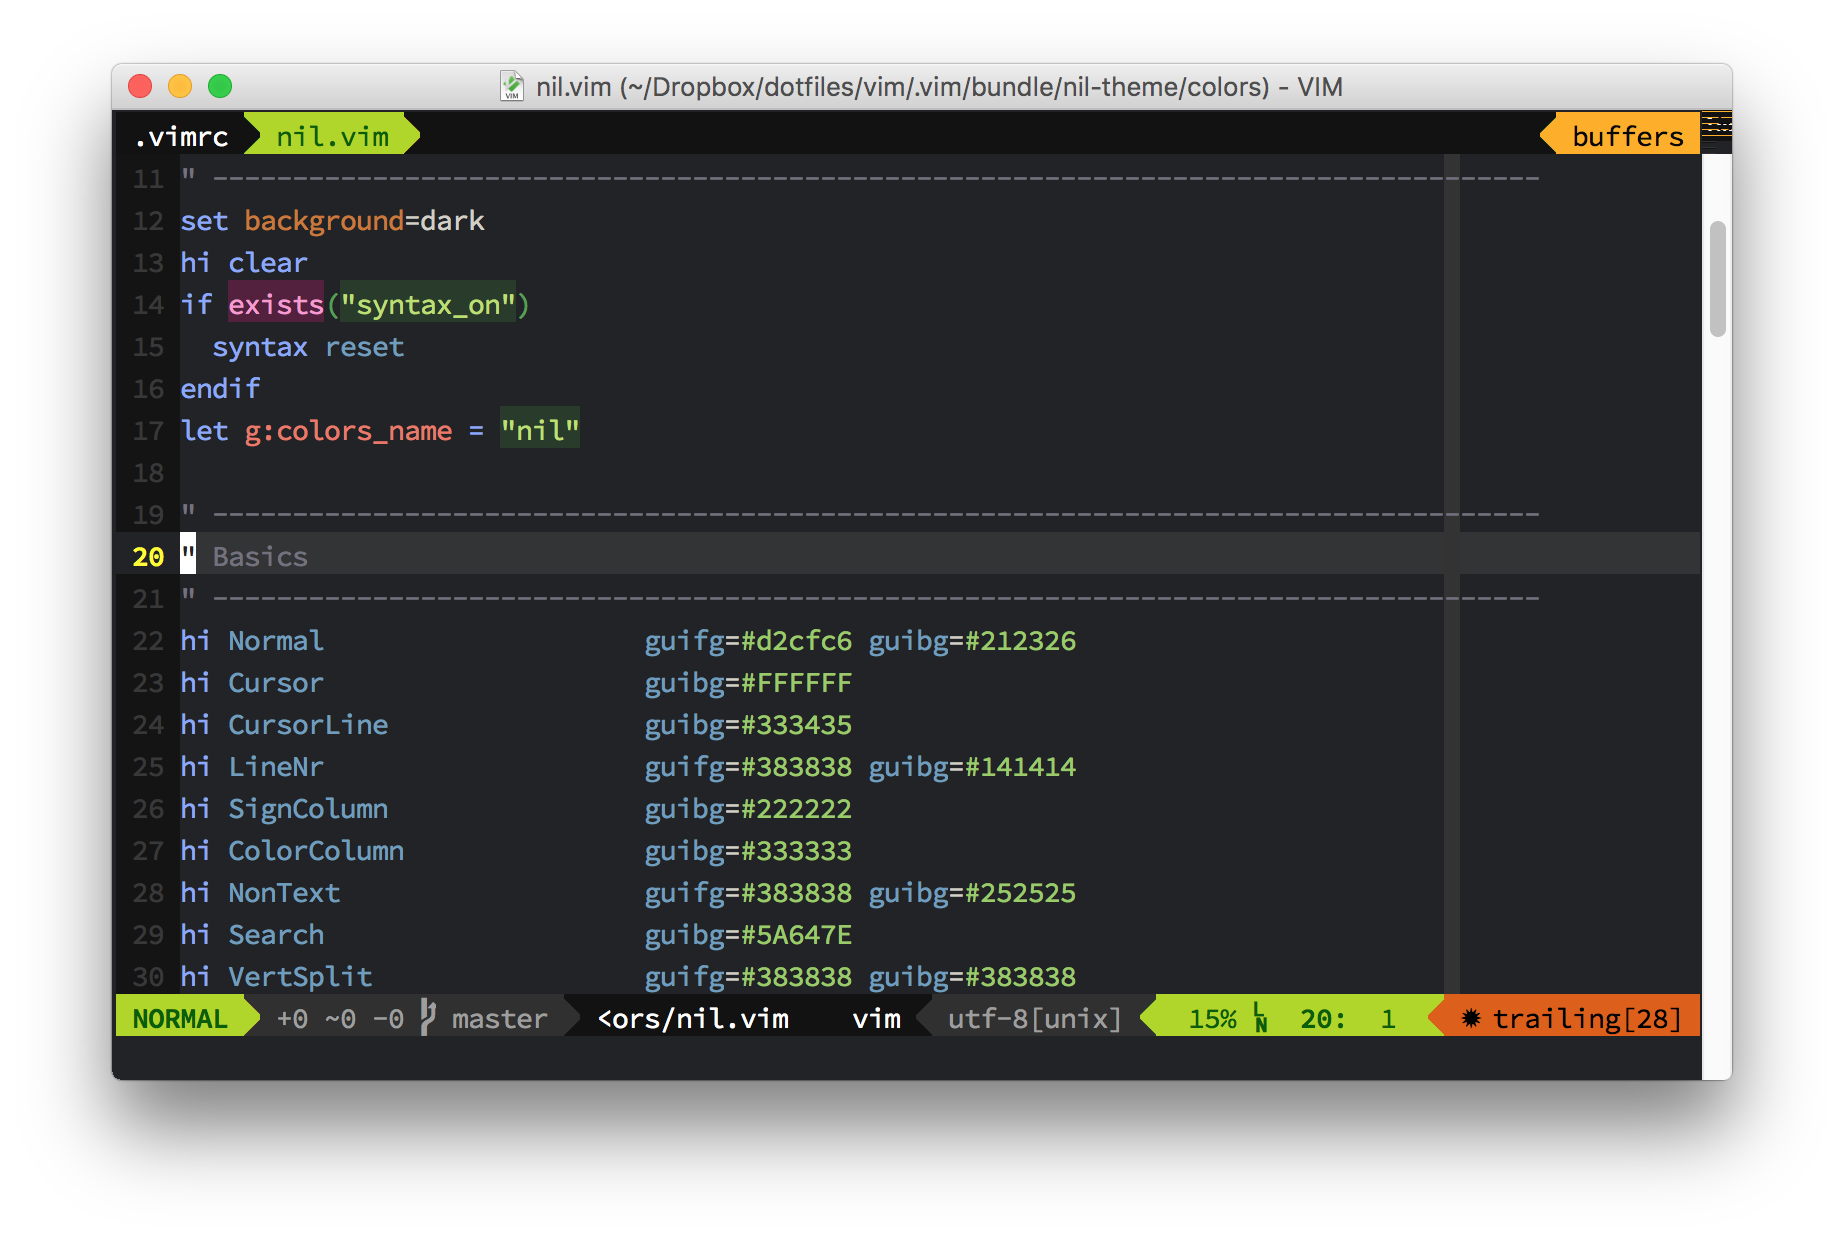 nil.vim (~/Dropbox/dotfiles/vim/.vim/bundle/nil-theme/colors) - VIM
.vimrc nil.vim buffers
11 " -----------------------------------------------------------------------------------
12 set background=dark
13 hi clear
14 if exists("syntax_on")
15   syntax reset
16 endif
17 let g:colors_name = "nil"
18
19 " -----------------------------------------------------------------------------------
20 " Basics
21 " -----------------------------------------------------------------------------------
22 hi Normal                    guifg=#d2cfc6 guibg=#212326
23 hi Cursor                    guibg=#FFFFFF
24 hi CursorLine                guibg=#333435
25 hi LineNr                    guifg=#383838 guibg=#141414
26 hi SignColumn                guibg=#222222
27 hi ColorColumn               guibg=#333333
28 hi NonText                   guifg=#383838 guibg=#252525
29 hi Search                    guibg=#5A647E
30 hi VertSplit                 guifg=#383838 guibg=#383838
NORMAL +0 ~0 -0 master <ors/nil.vim vim utf-8[unix] 15% LN 20: 1 ✹ trailing[28]